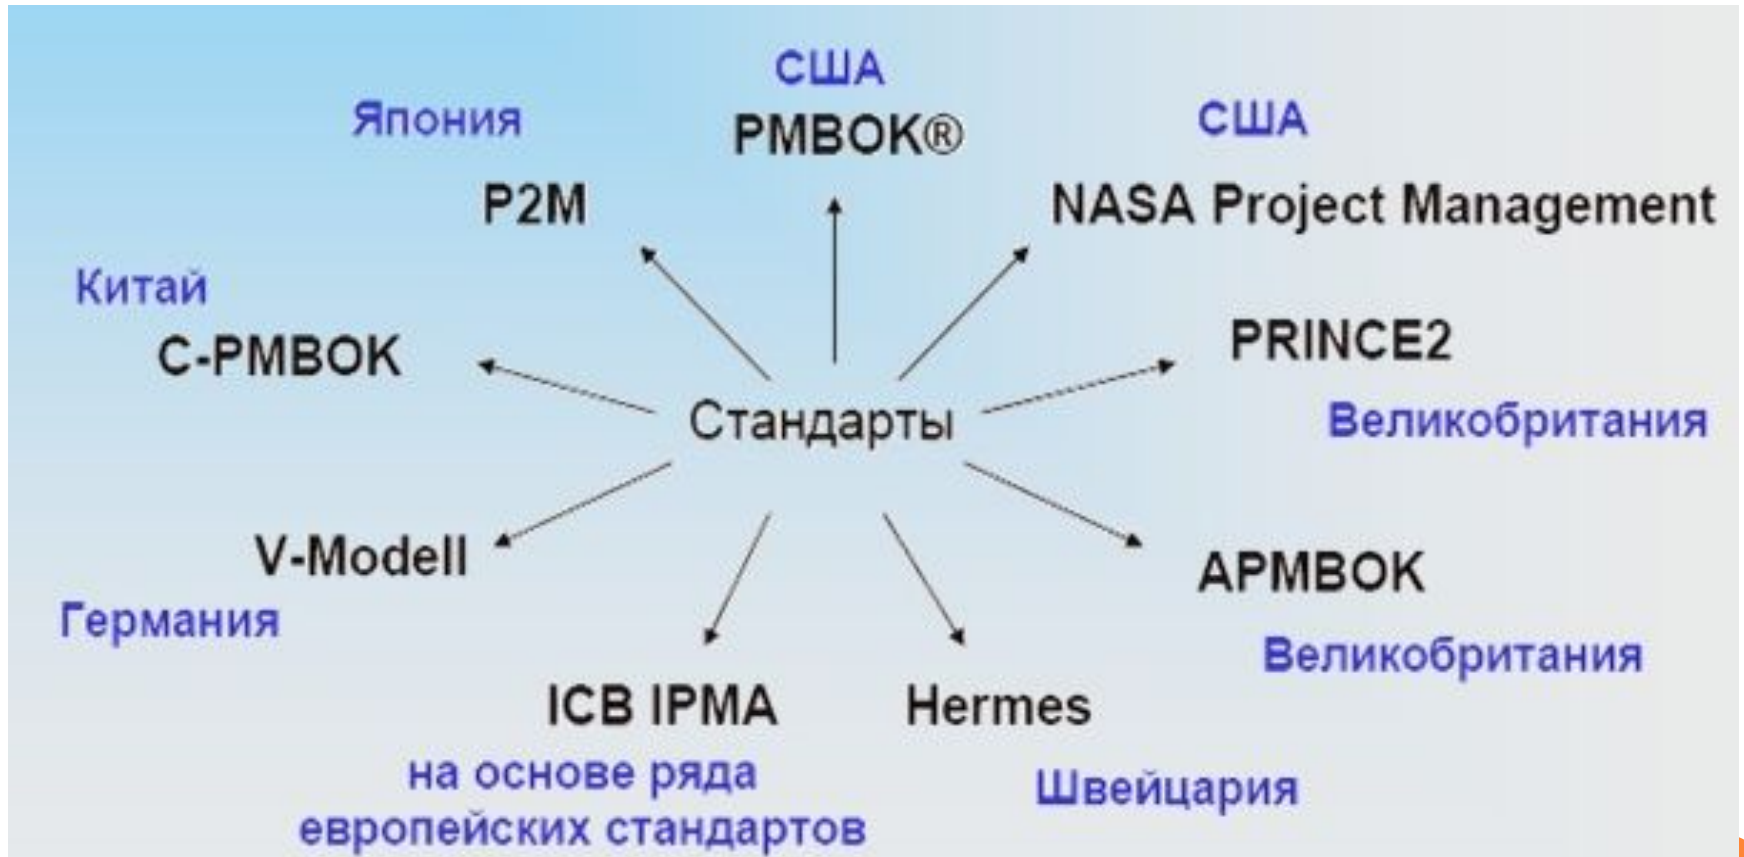 США
PMBOK®
Япония
P2M
США
NASA Project Management
Китай
C-PMBOK
PRINCE2
Великобритания
Стандарты
V-Modell
Германия
APMBOK
Великобритания
ICB IPMA
на основе ряда
европейских стандартов
Hermes
Швейцария